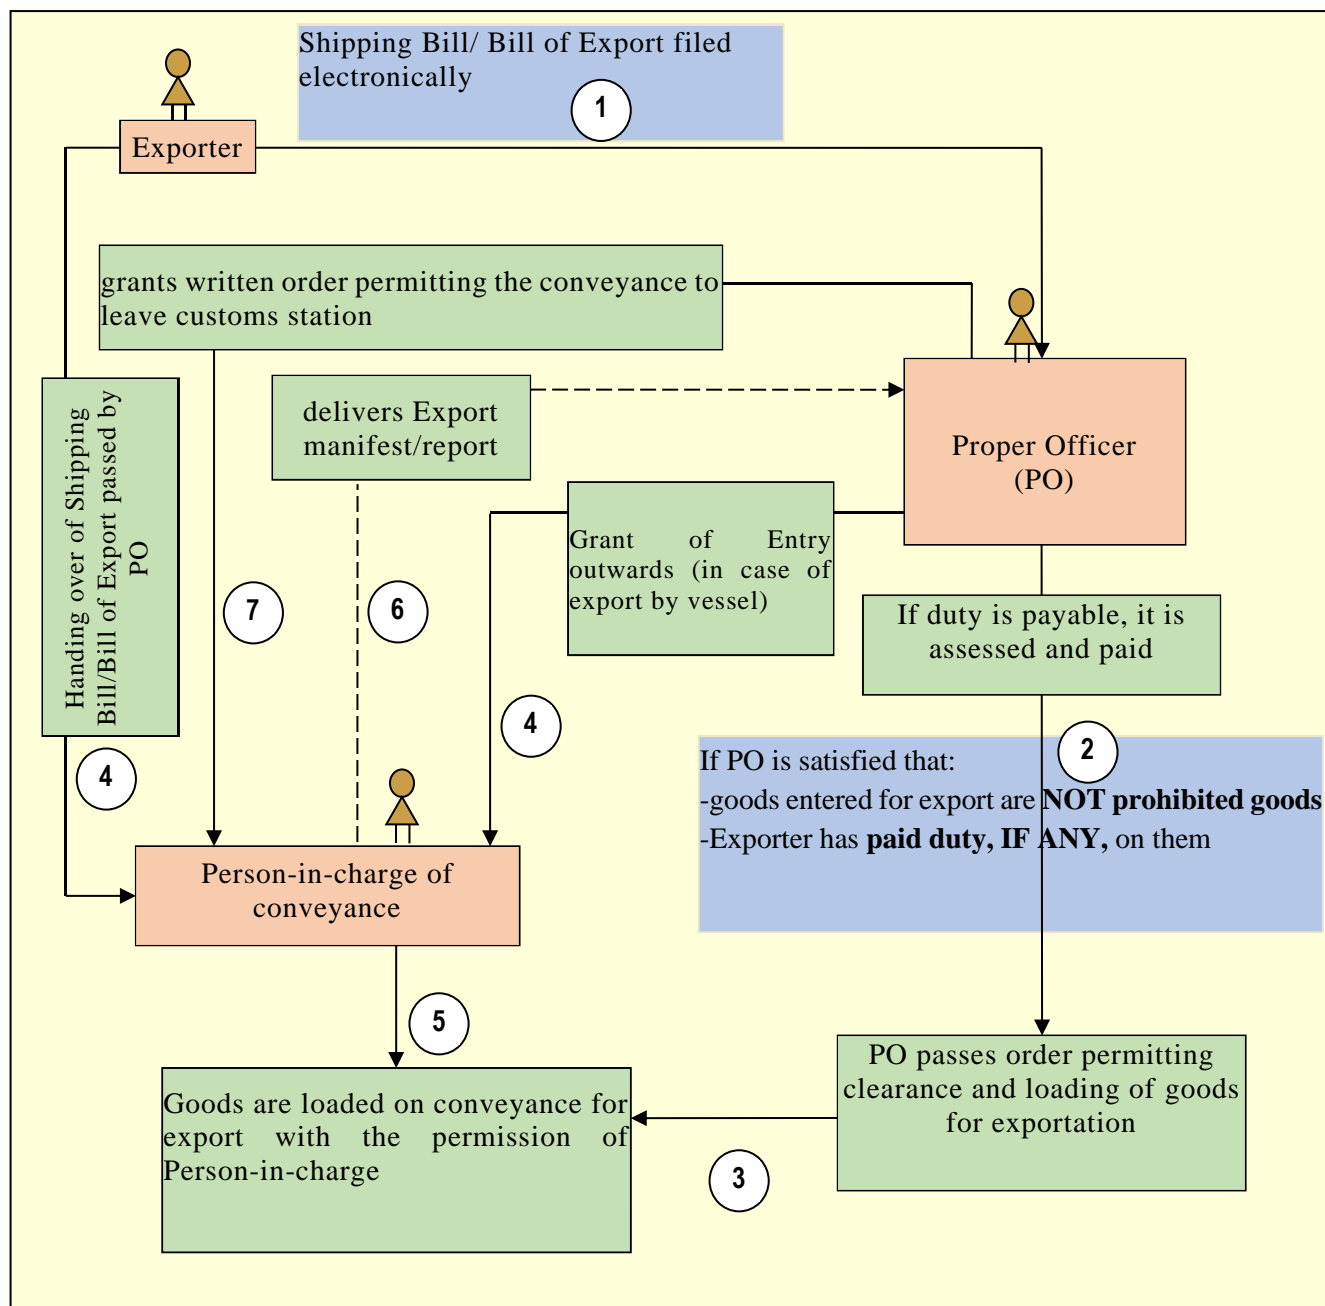 Shipping Bill/ Bill of Export filed
electronically
1
Exporter
grants written order permitting the conveyance to
leave customs station
delivers Export
manifest/report
Proper Officer
(PO)
Handing over of Shipping
Bill/Bill of Export passed by
PO
Grant of Entry
outwards (in case of
export by vessel)
7
6
If duty is payable, it is
assessed and paid
4
4
2
If PO is satisfied that:
-goods entered for export are NOT prohibited goods
-Exporter has paid duty, IF ANY, on them
Person-in-charge of
conveyance
5
PO passes order permitting
clearance and loading of goods
for exportation
Goods are loaded on conveyance for
export with the permission of
Person-in-charge
3